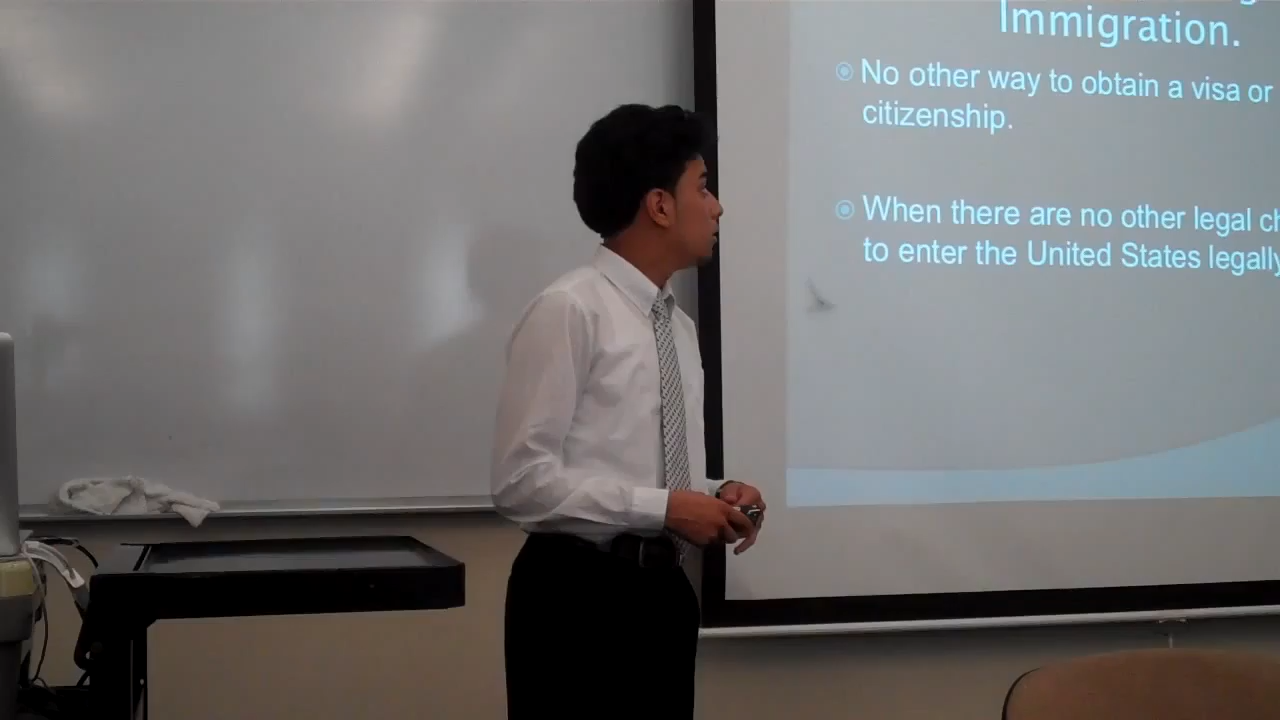 Immigration.
No other way to obtain a visa or
citizenship.
When there are no other legal
to enter the United States legally